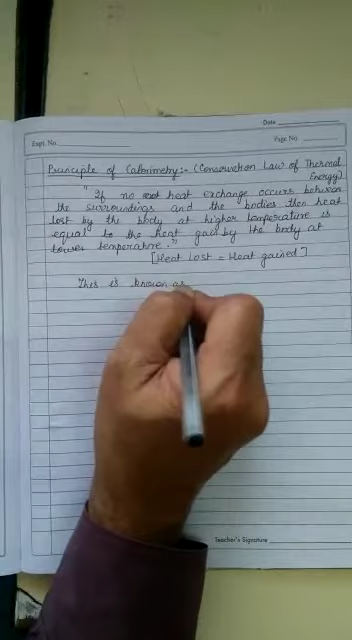 Date
Expt. No.
Page No.
Principle of Calorimetry:- (Conservation Law of Thermal
Energy)
"If no heat exchange occurs between
the surroundings and the bodies then heat
lost by the body at higher temperature is
equal to the heat gain by the body at
lower temperature."
[Heat Lost = Heat gained]
This is known as
Teacher's Signature